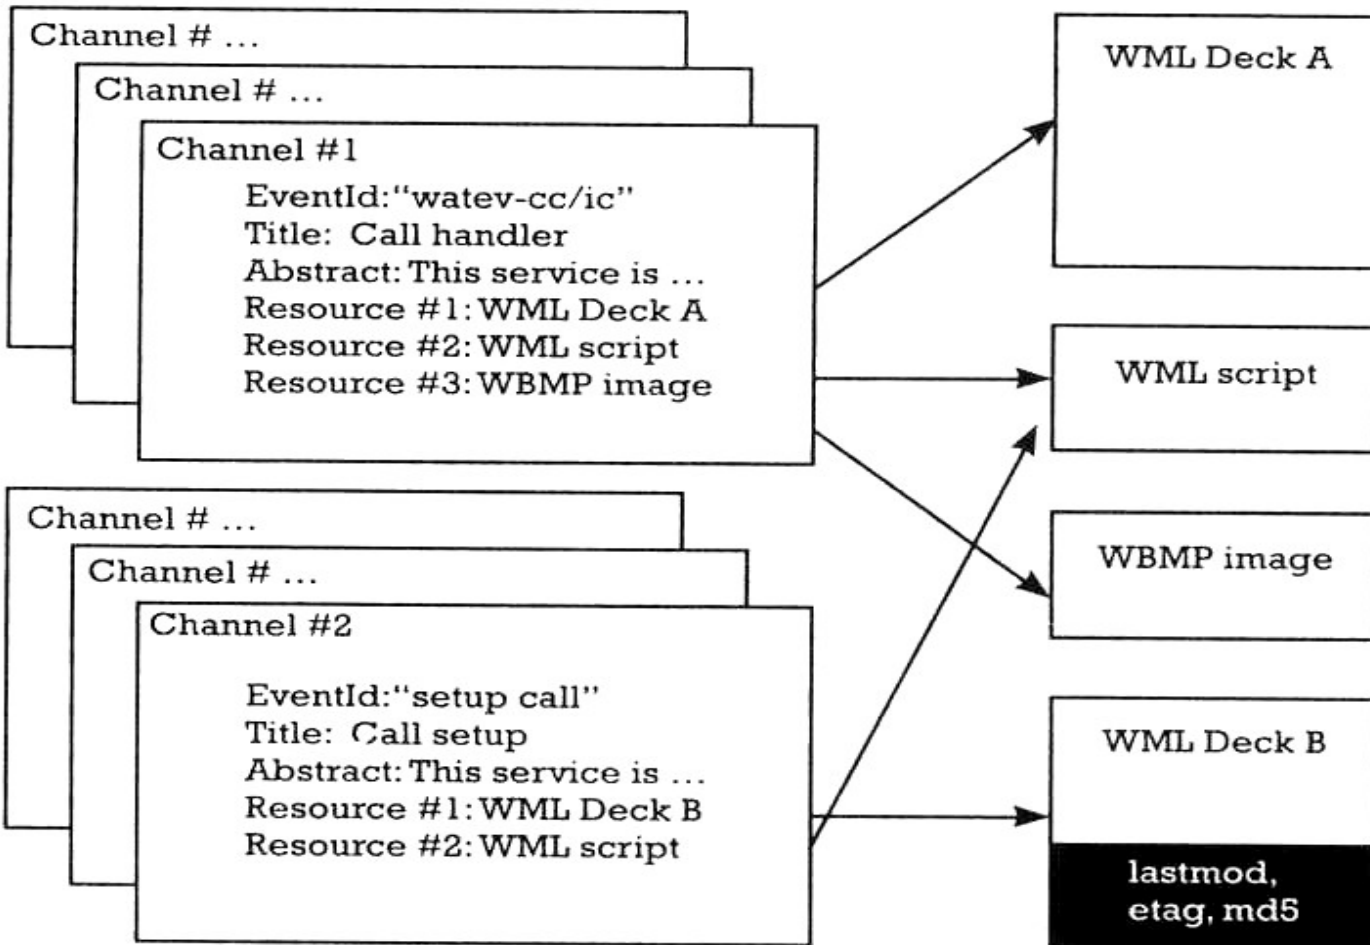 Channel # ...
Channel # ...
Channel #1
EventId:“watev-cc/ic”
Title: Call handler
Abstract: This service is ...
Resource #1: WML Deck A
Resource #2: WML script
Resource #3: WBMP image
Channel # ...
Channel # ...
Channel #2
EventId:“setup call”
Title: Call setup
Abstract: This service is ...
Resource #1: WML Deck B
Resource #2: WML script
WML Deck A
WML script
WBMP image
WML Deck B
lastmod,
etag, md5